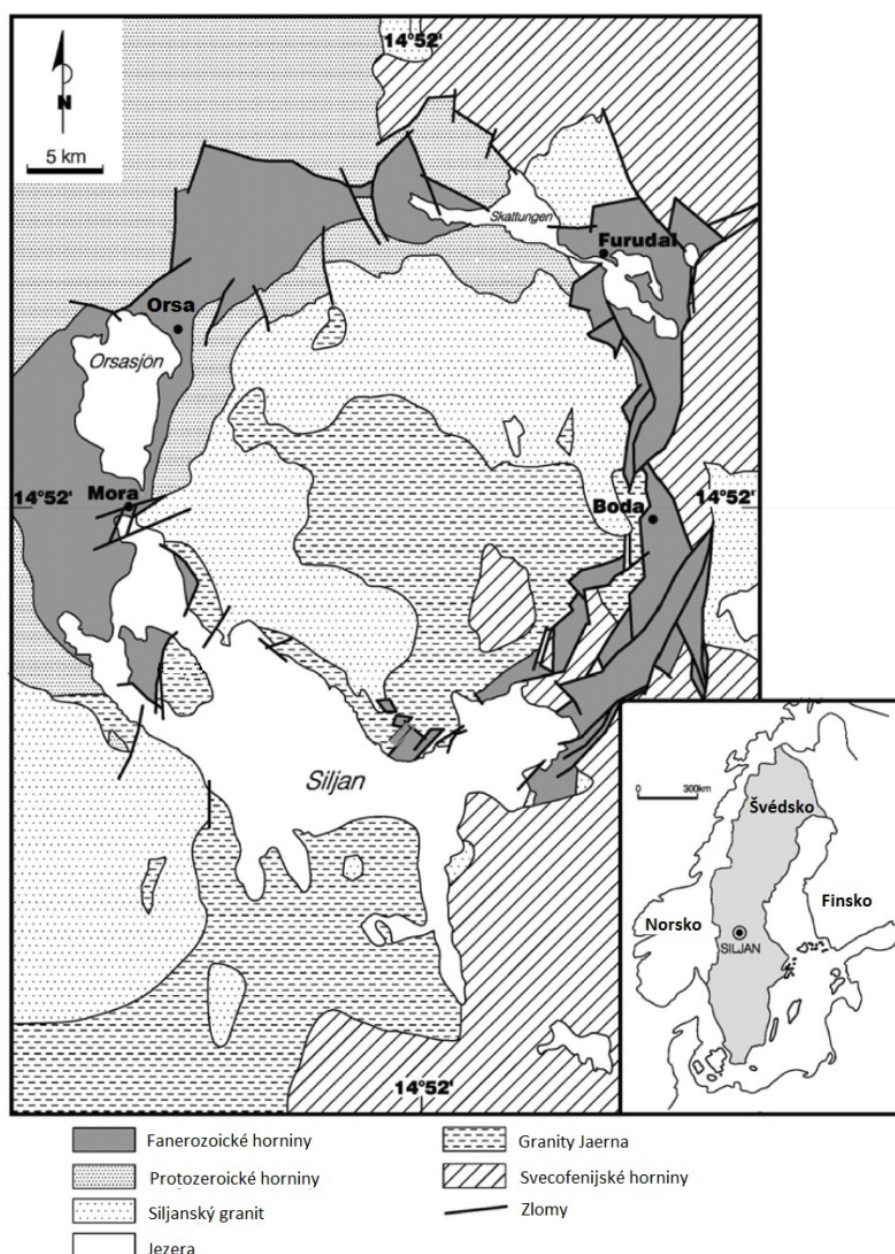 14°52'
N
5 km
Skattungen
Furudal
Orsa
Orsasjön
14°52'
Mora
Boda
14°52'
Siljan
14°52'
0 300km
Švédsko
Norsko
Finsko
SILJAN
Fanerozoické horniny
Protozeroické horniny
Siljanský granit
Jezera
Granity Jaerna
Svecofenijské horniny
Zlomy